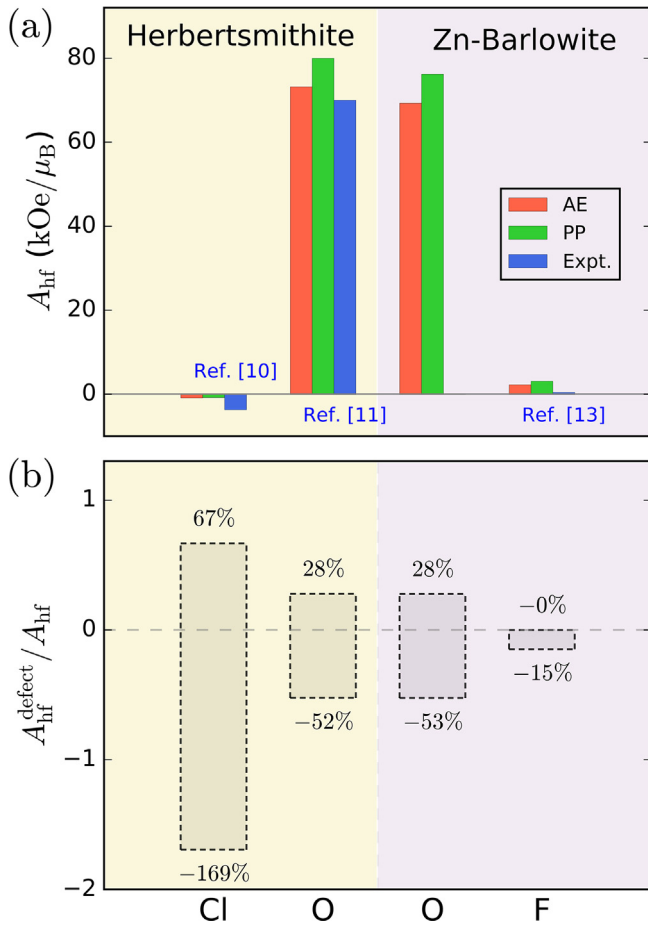 (a)
Herbertsmithite
Zn-Barlowite
A_hf (kOe/μ_B)
80
60
40
20
0
AE
PP
Expt.
Ref. [10]
Ref. [11]
Ref. [13]
(b)
A_hf^defect / A_hf
1
0
−1
−2
67%
28%
28%
−0%
−15%
−52%
−53%
−169%
Cl
O
O
F